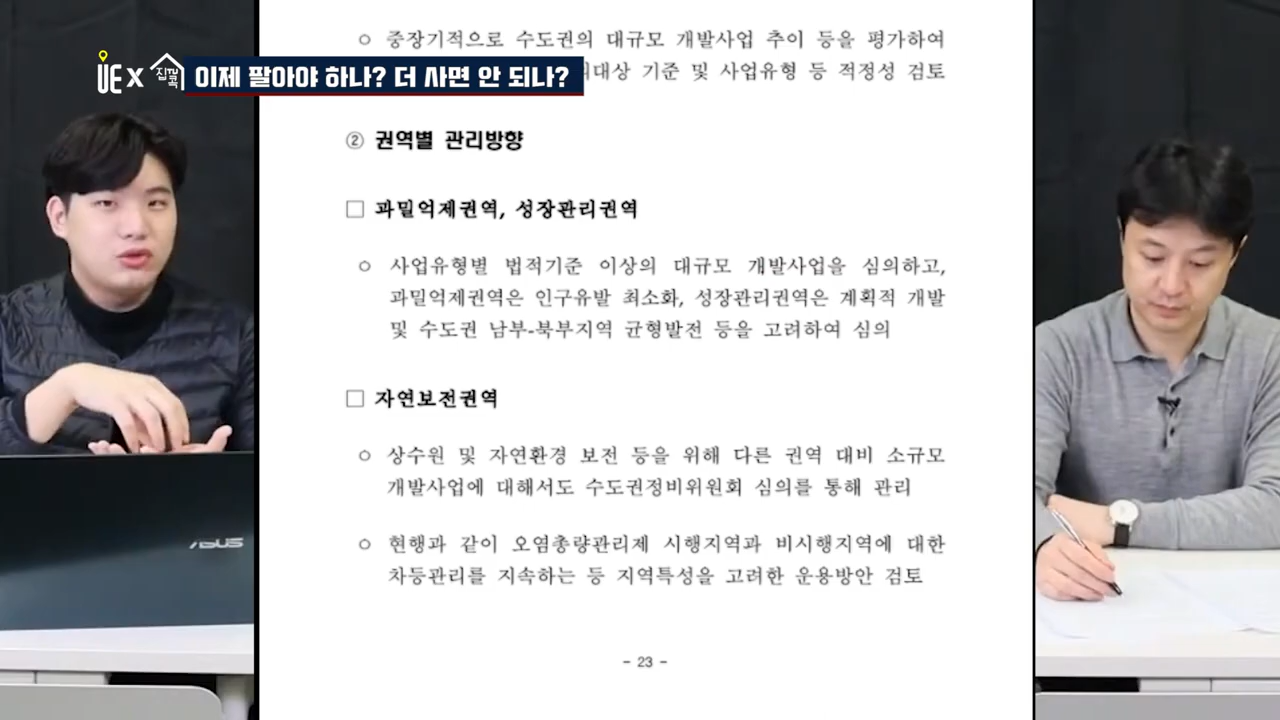 ○ 중장기적으로 수도권의 대규모 개발사업 추이 등을 평가하여
대상 기준 및 사업유형 등 적정성 검토
UE X 집콕
이제 팔아야 하나? 더 사면 안 되나?
② 권역별 관리방향
□ 과밀억제권역, 성장관리권역
○ 사업유형별 법적기준 이상의 대규모 개발사업을 심의하고,
과밀억제권역은 인구유발 최소화, 성장관리권역은 계획적 개발
및 수도권 남부-북부지역 균형발전 등을 고려하여 심의
□ 자연보전권역
○ 상수원 및 자연환경 보전 등을 위해 다른 권역 대비 소규모
개발사업에 대해서도 수도권정비위원회 심의를 통해 관리
○ 현행과 같이 오염총량관리제 시행지역과 비시행지역에 대한
차등관리를 지속하는 등 지역특성을 고려한 운용방안 검토
ASUS
- 23 -